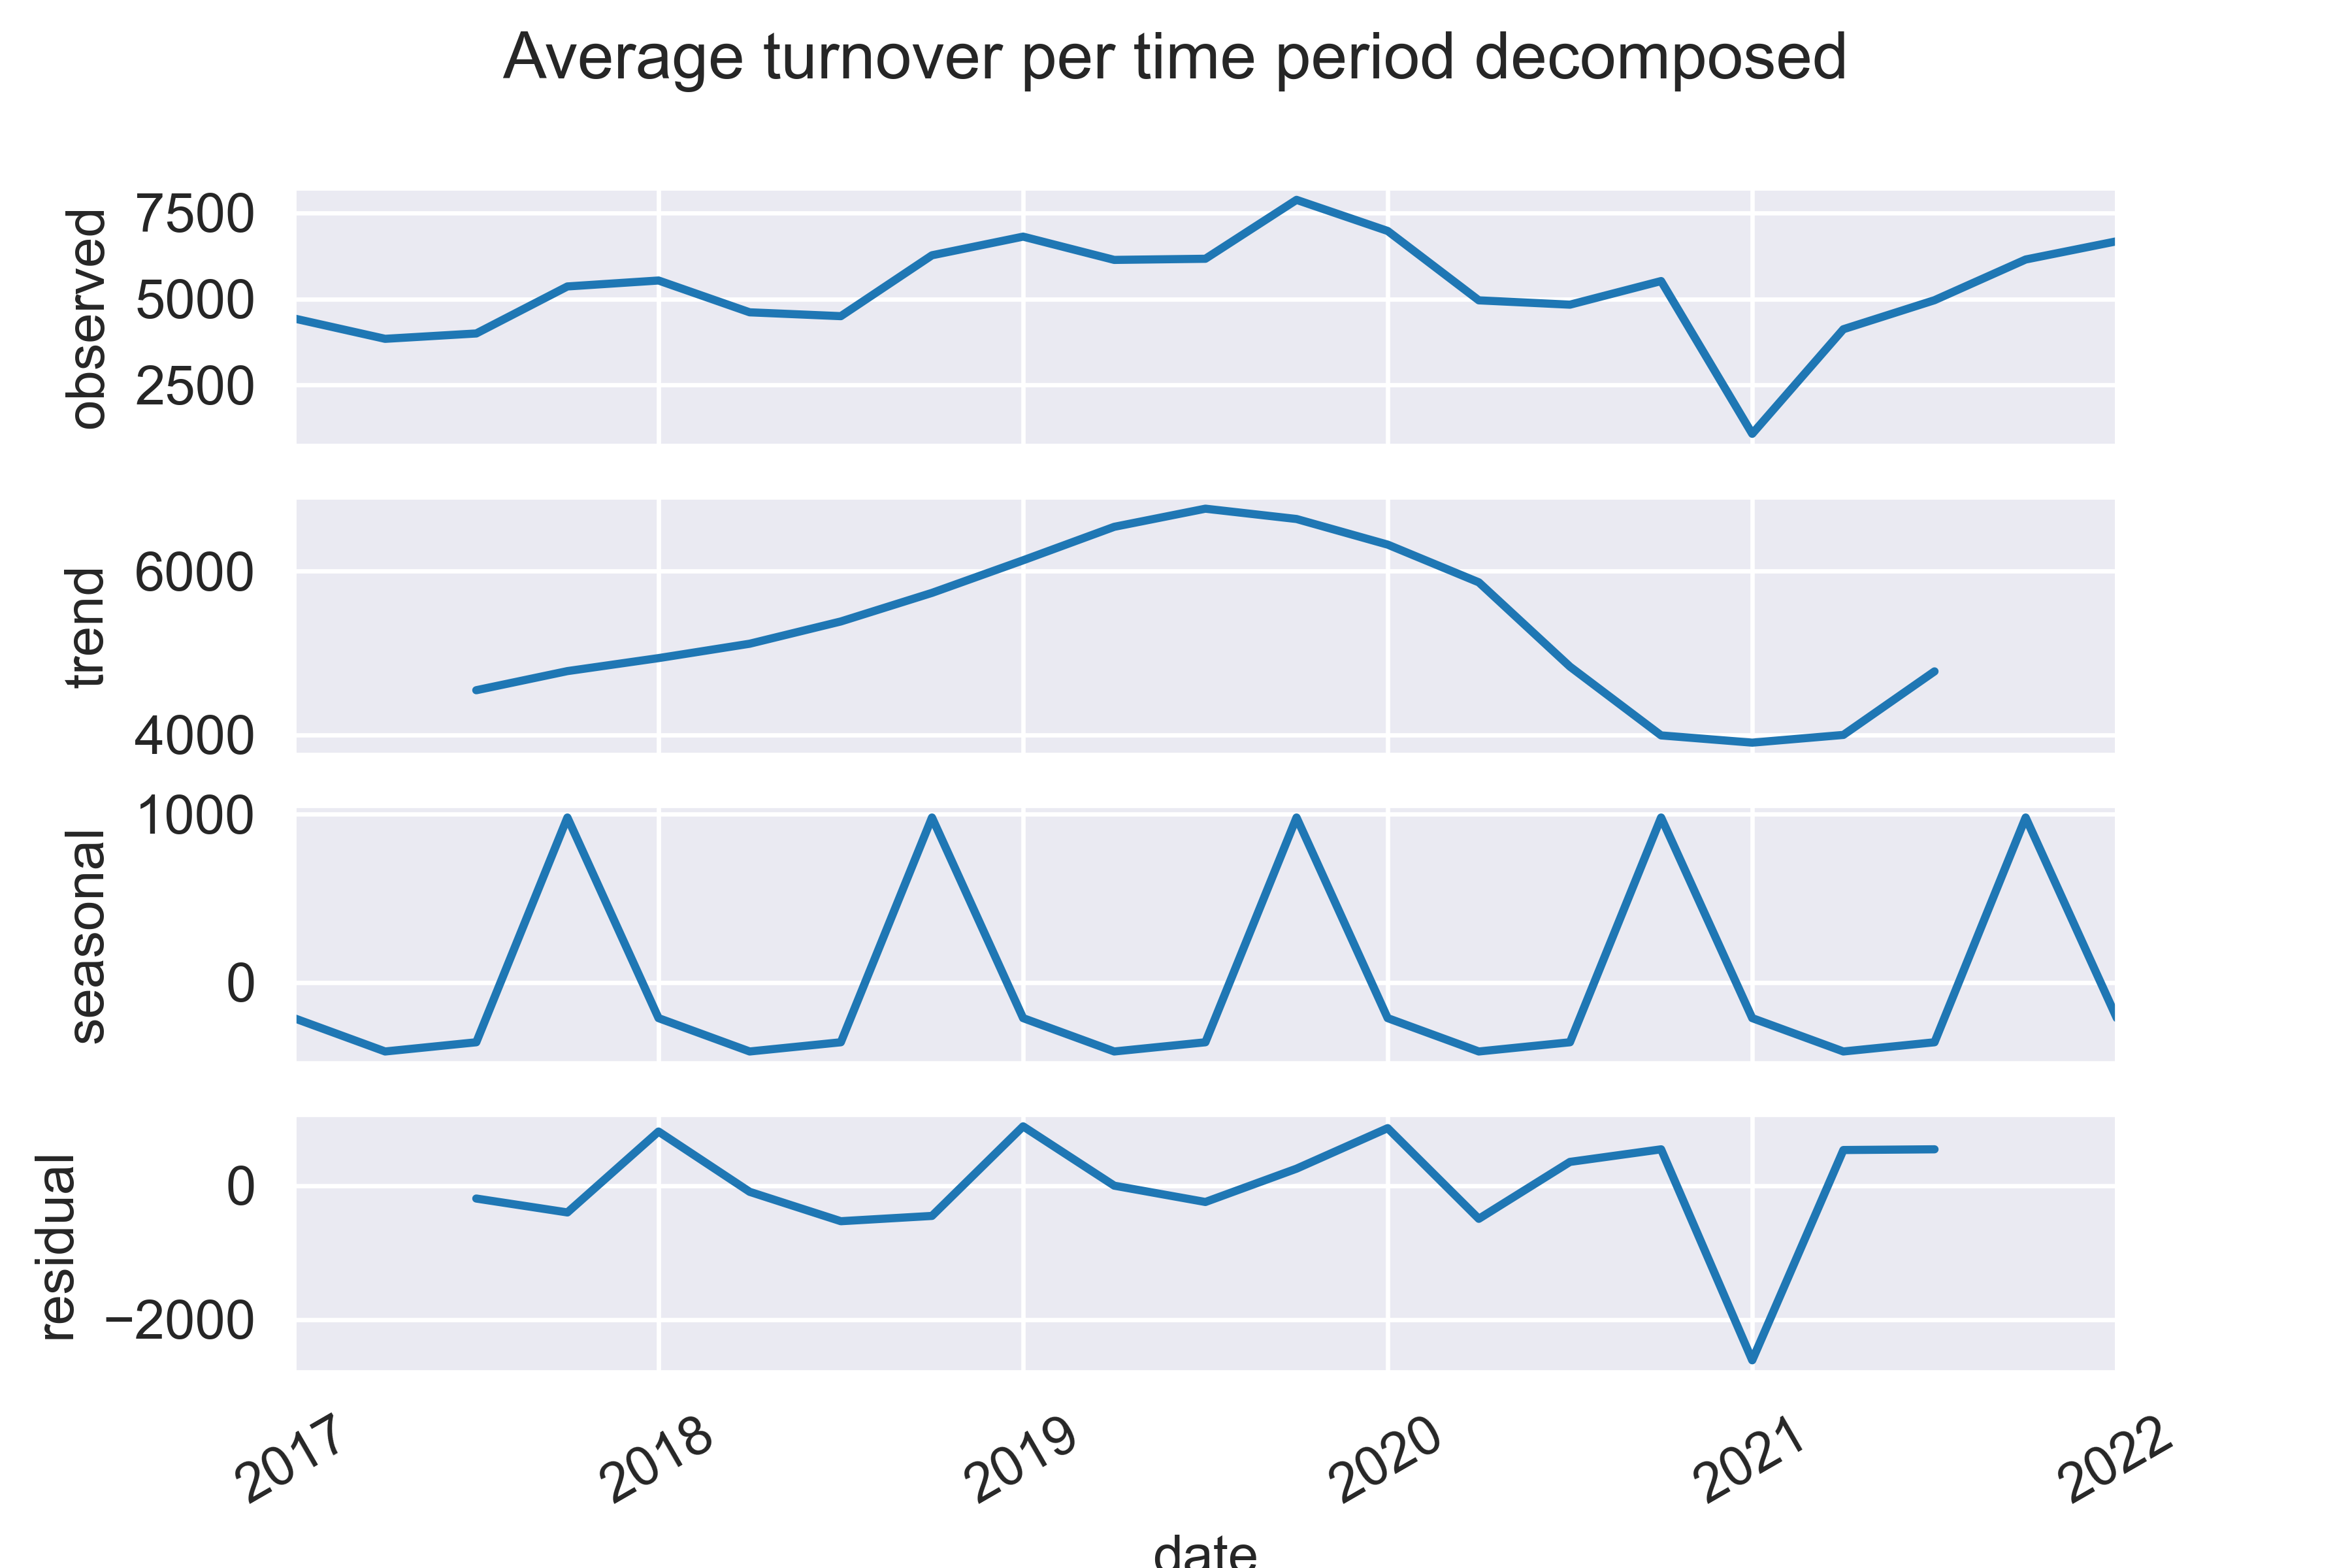 Average turnover per time period decomposed
observed
7500
5000
2500
trend
6000
4000
seasonal
1000
0
residual
0
−2000
2017
2018
2019
2020
2021
2022
date